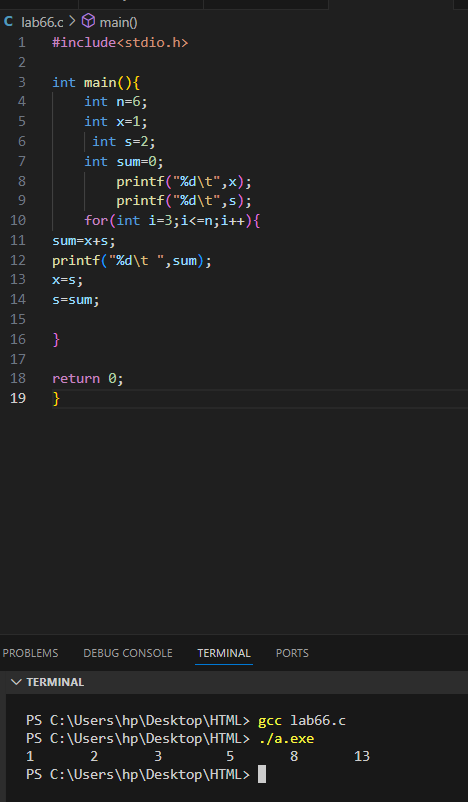 C lab66.c > main()
1 #include<stdio.h>
2
3 int main(){
4     int n=6;
5     int x=1;
6      int s=2;
7     int sum=0;
8         printf("%d\t",x);
9         printf("%d\t",s);
10     for(int i=3;i<=n;i++){
11 sum=x+s;
12 printf("%d\t ",sum);
13 x=s;
14 s=sum;
15
16 }
17
18 return 0;
19 }
PROBLEMS DEBUG CONSOLE TERMINAL PORTS
TERMINAL
PS C:\Users\hp\Desktop\HTML> gcc lab66.c
PS C:\Users\hp\Desktop\HTML> ./a.exe
1       2       3        5       8       13
PS C:\Users\hp\Desktop\HTML>